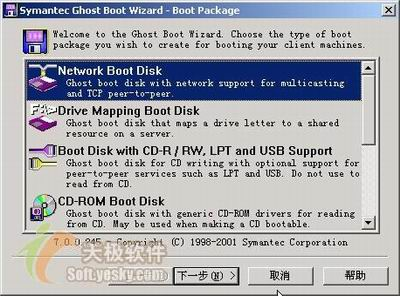 Symantec Ghost Boot Wizard - Boot Package
Welcome to the Ghost Boot Wizard. Choose the type of boot
package you wish to create for booting your client machines.
Network Boot Disk
Ghost boot disk with network support for multicasting
and TCP peer-to-peer.
Drive Mapping Boot Disk
Ghost boot disk that maps a drive letter to a shared
resource on a server.
Boot Disk with CD-R / RW, LPT and USB Support
Ghost boot disk for CD writing with optional support for
peer-to-peer services such as LPT and USB. Do not use to
read from CD.
CD-ROM Boot Disk
Ghost boot disk with generic CD-ROM drivers for reading
from CD. May be used when making a CD bootable.
7.0.0.245 - Copyright (C) 1998-2001 Symantec Corporation
天极软件
Soft.yesky.com
下一步(N) >
取消
帮助